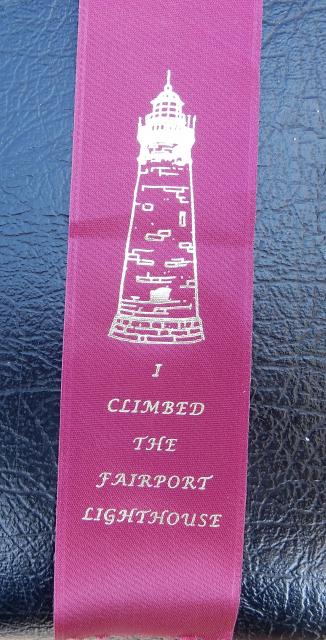 I
CLIMBED
THE
FAIRPORT
LIGHTHOUSE